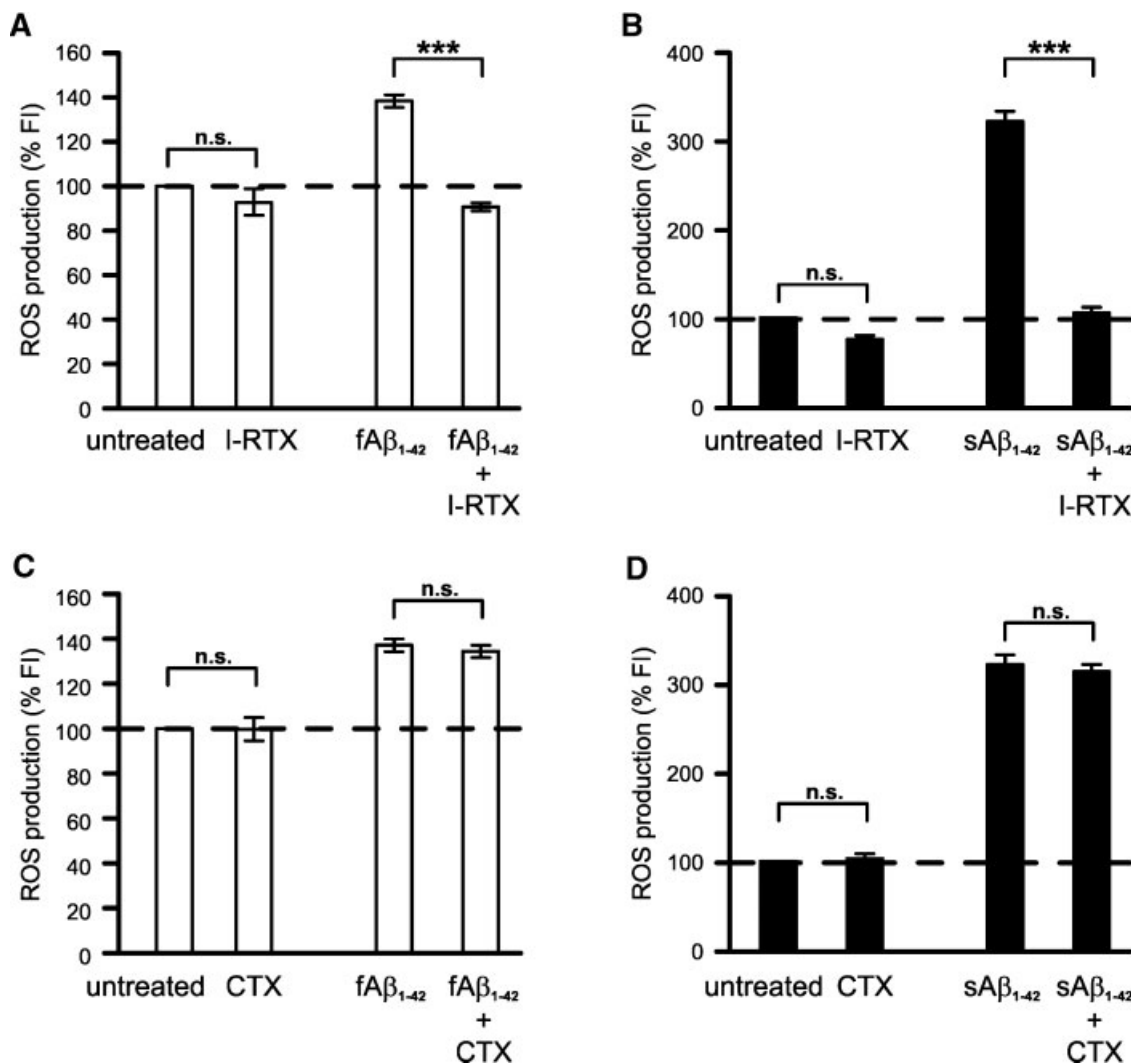 A
ROS production (% FI)
160
140
120
100
80
60
40
20
0
n.s.
***
untreated
I-RTX
fAβ₁₋₄₂
fAβ₁₋₄₂
+
I-RTX
B
ROS production (% FI)
400
300
200
100
0
n.s.
***
untreated
I-RTX
sAβ₁₋₄₂
sAβ₁₋₄₂
+
I-RTX
C
ROS production (% FI)
160
140
120
100
80
60
40
20
0
n.s.
n.s.
untreated
CTX
fAβ₁₋₄₂
fAβ₁₋₄₂
+
CTX
D
ROS production (% FI)
400
300
200
100
0
n.s.
n.s.
untreated
CTX
sAβ₁₋₄₂
sAβ₁₋₄₂
+
CTX